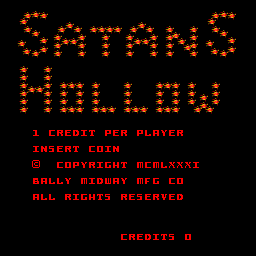 SATANS
HOLLOW
1 CREDIT PER PLAYER
INSERT COIN
© COPYRIGHT MCMLXXXI
BALLY MIDWAY MFG CO
ALL RIGHTS RESERVED
CREDITS 0